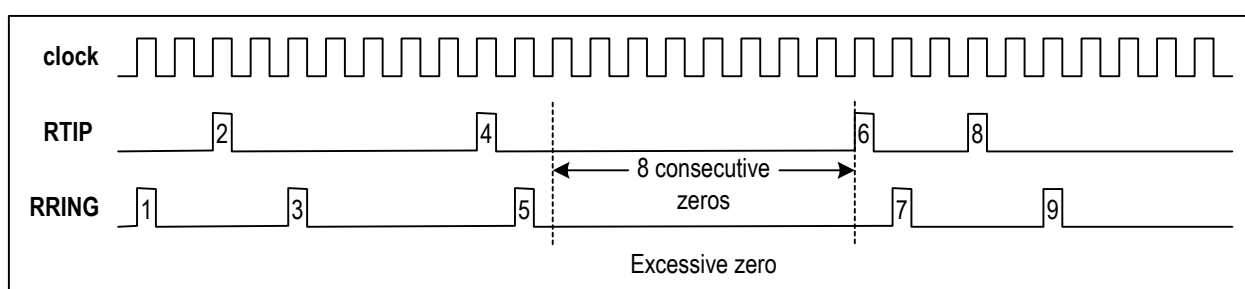 clock
RTIP
2
4
6
8
8 consecutive
zeros
RRING
1
3
5
7
9
Excessive zero